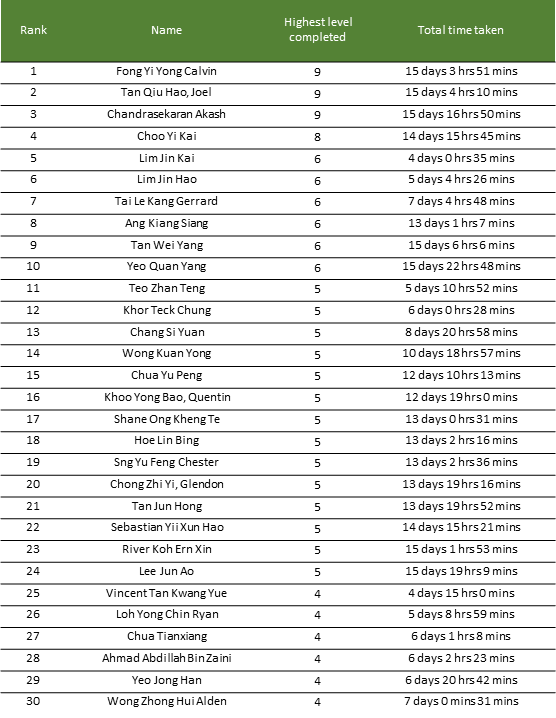 Rank Name Highest level completed Total time taken
1 Fong Yi Yong Calvin 9 15 days 3 hrs 51 mins
2 Tan Qiu Hao, Joel 9 15 days 4 hrs 10 mins
3 Chandrasekaran Akash 9 15 days 16 hrs 50 mins
4 Choo Yi Kai 8 14 days 15 hrs 45 mins
5 Lim Jin Kai 6 4 days 0 hrs 35 mins
6 Lim Jin Hao 6 5 days 4 hrs 26 mins
7 Tai Le Kang Gerrard 6 7 days 4 hrs 48 mins
8 Ang Kiang Siang 6 13 days 1 hrs 7 mins
9 Tan Wei Yang 6 15 days 6 hrs 6 mins
10 Yeo Quan Yang 6 15 days 22 hrs 48 mins
11 Teo Zhan Teng 5 5 days 10 hrs 52 mins
12 Khor Teck Chung 5 6 days 0 hrs 28 mins
13 Chang Si Yuan 5 8 days 20 hrs 58 mins
14 Wong Kuan Yong 5 10 days 18 hrs 57 mins
15 Chua Yu Peng 5 12 days 10 hrs 13 mins
16 Khoo Yong Bao, Quentin 5 12 days 19 hrs 0 mins
17 Shane Ong Kheng Te 5 13 days 0 hrs 31 mins
18 Hoe Lin Bing 5 13 days 2 hrs 16 mins
19 Sng Yu Feng Chester 5 13 days 2 hrs 36 mins
20 Chong Zhi Yi, Glendon 5 13 days 19 hrs 16 mins
21 Tan Jun Hong 5 13 days 19 hrs 52 mins
22 Sebastian Yii Xun Hao 5 14 days 15 hrs 21 mins
23 River Koh Ern Xin 5 15 days 1 hrs 53 mins
24 Lee Jun Ao 5 15 days 19 hrs 9 mins
25 Vincent Tan Kwang Yue 4 4 days 15 hrs 0 mins
26 Loh Yong Chin Ryan 4 5 days 8 hrs 59 mins
27 Chua Tianxiang 4 6 days 1 hrs 8 mins
28 Ahmad Abdillah Bin Zaini 4 6 days 2 hrs 23 mins
29 Yeo Jong Han 4 6 days 20 hrs 42 mins
30 Wong Zhong Hui Alden 4 7 days 0 mins 31 mins